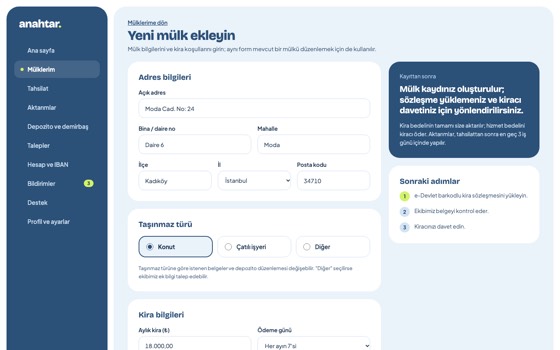 anahtar.
Ana sayfa
Mülklerim
Tahsilat
Aktarımlar
Depozito ve demirbaş
Talepler
Hesap ve IBAN
Bildirimler 3
Destek
Profil ve ayarlar
Mülklerime dön
Yeni mülk ekleyin
Mülk bilgilerini ve kira koşullarını girin; aynı form mevcut bir mülkü düzenlemek için de kullanılır.
Adres bilgileri
Açık adres
Moda Cad. No: 24
Bina / daire no
Mahalle
Daire 6
Moda
İlçe
İl
Posta kodu
Kadıköy
İstanbul
34710
Taşınmaz türü
Konut
Çatılı işyeri
Diğer
Taşınmaz türüne göre istenen belgeler ve depozito düzenlemesi değişebilir. "Diğer" seçilirse
ekibimiz ek bilgi talep edebilir.
Kira bilgileri
Aylık kira (₺)
Ödeme günü
18.000,00
Her ayın 7'si
Kayıttan sonra
Mülk kaydınız oluşturulur;
sözleşme yüklemeniz ve kiracı
davetiniz için yönlendirilirsiniz.
Kira bedelinin tamamı size aktarılır; hizmet bedelini
kiracı öder. Aktarımlar, tahsilattan sonra en geç 3 iş
günü içinde yapılır.
Sonraki adımlar
1 e-Devlet barkodlu kira sözleşmesini yükleyin.
2 Ekibimiz belgeyi kontrol eder.
3 Kiracınızı davet edin.